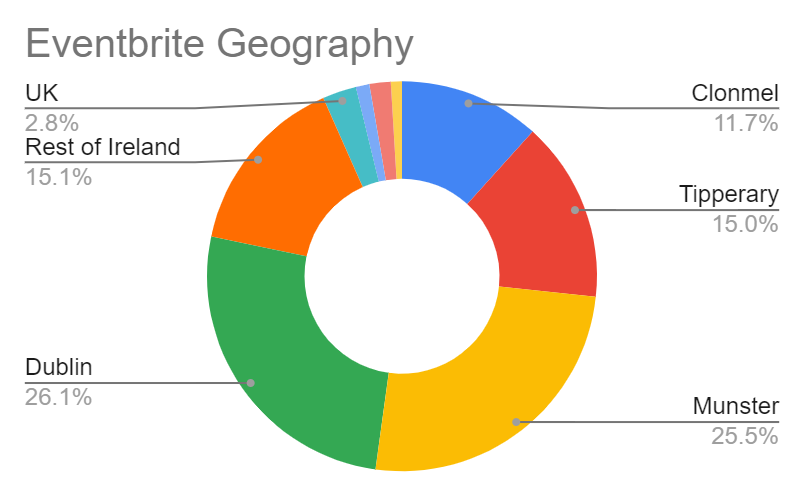 Eventbrite Geography
UK
2.8%
Rest of Ireland
15.1%
Dublin
26.1%
Clonmel
11.7%
Tipperary
15.0%
Munster
25.5%